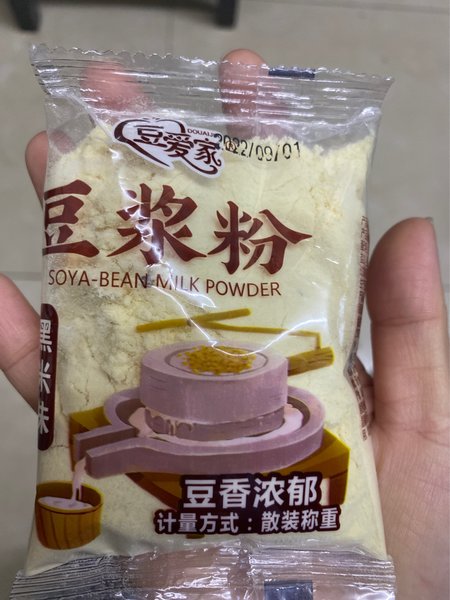 豆爱家
DOUAIJ
2022/09/01
豆浆粉
SOYA-BEAN MILK POWDER
黑米味
豆香浓郁
计量方式：散装称重